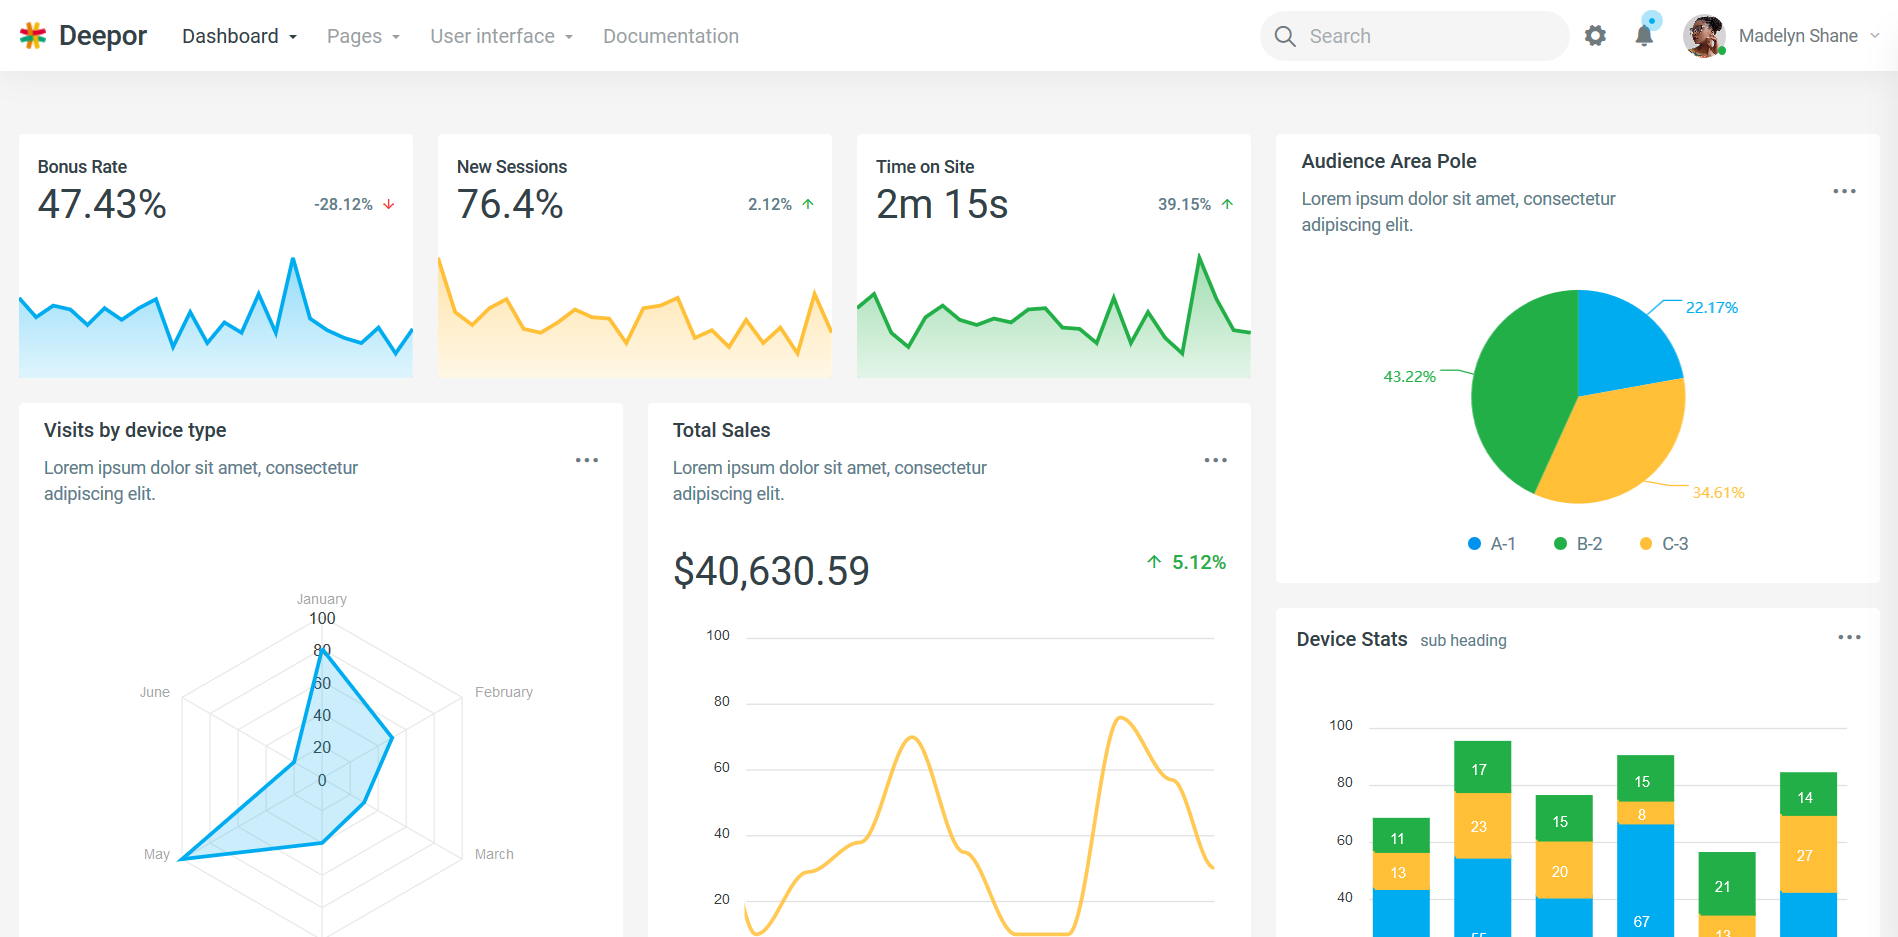 Deepor
Dashboard
Pages
User interface
Documentation
Search
Madelyn Shane
Bonus Rate
47.43%
-28.12%
New Sessions
76.4%
2.12%
Time on Site
2m 15s
39.15%
Audience Area Pole
Lorem ipsum dolor sit amet, consectetur
adipiscing elit.
22.17%
43.22%
34.61%
A-1
B-2
C-3
Visits by device type
Lorem ipsum dolor sit amet, consectetur
adipiscing elit.
January
100
80
60
40
20
0
June
February
May
March
Total Sales
Lorem ipsum dolor sit amet, consectetur
adipiscing elit.
$40,630.59
5.12%
100
80
60
40
20
Device Stats sub heading
100
80
60
40
11
13
17
23
15
20
15
8
67
21
14
27